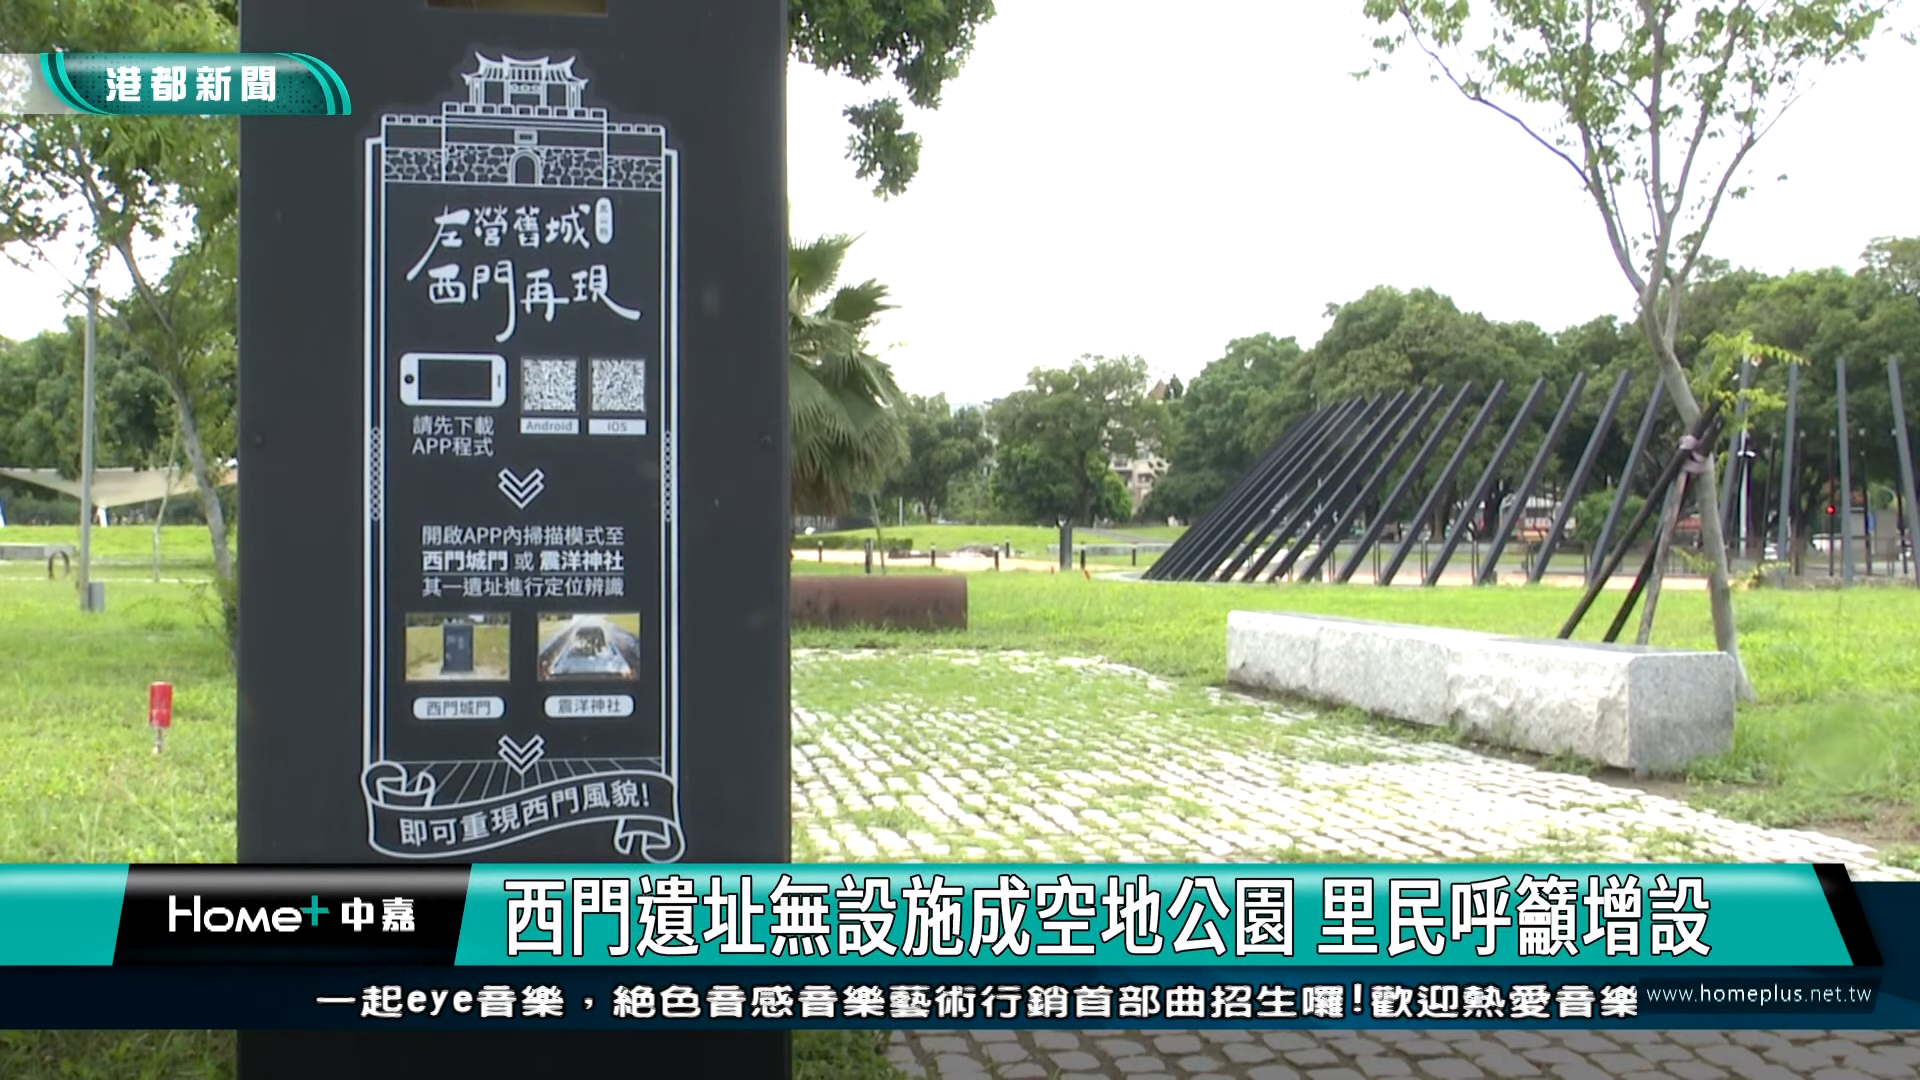 港都新聞
左營舊城
西門再現
請先下載
APP程式
Android
iOS
開啟APP內掃描模式至
西門城門 或 震洋神社
其一遺址進行定位辨識
西門城門
震洋神社
即可重現西門風貌!
Home+ 中嘉
西門遺址無設施成空地公園 里民呼籲增設
一起eye音樂，絕色音感音樂藝術行銷首部曲招生囉!歡迎熱愛音樂
www.homeplus.net.tw